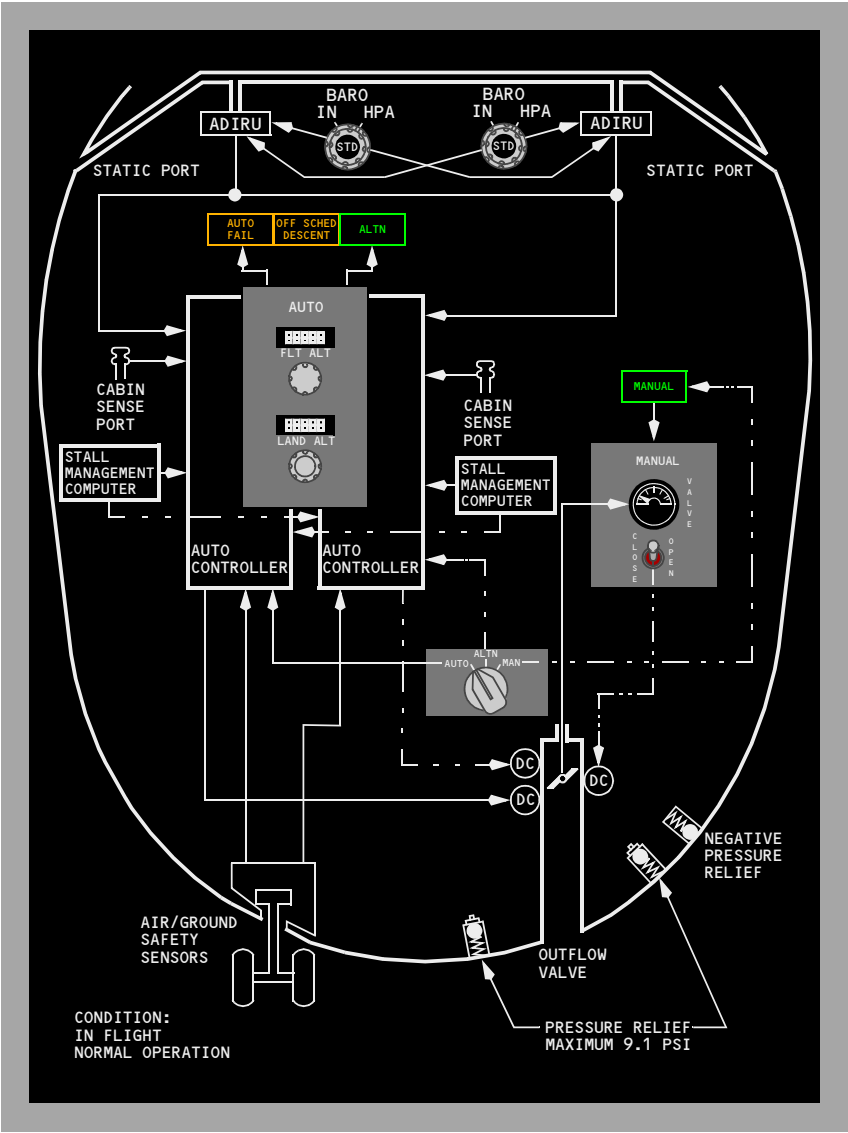 BARO
IN HPA
BARO
IN HPA
ADIRU
ADIRU
STD
STD
STATIC PORT
STATIC PORT
AUTO
FAIL
OFF SCHED
DESCENT
ALTN
AUTO
FLT ALT
LAND ALT
CABIN
SENSE
PORT
CABIN
SENSE
PORT
MANUAL
STALL
MANAGEMENT
COMPUTER
STALL
MANAGEMENT
COMPUTER
MANUAL
VALVE
CLOSE
OPEN
AUTO
CONTROLLER
AUTO
CONTROLLER
ALTN
AUTO
MAN
DC
DC
DC
NEGATIVE
PRESSURE
RELIEF
AIR/GROUND
SAFETY
SENSORS
OUTFLOW
VALVE
CONDITION:
IN FLIGHT
NORMAL OPERATION
PRESSURE RELIEF
MAXIMUM 9.1 PSI